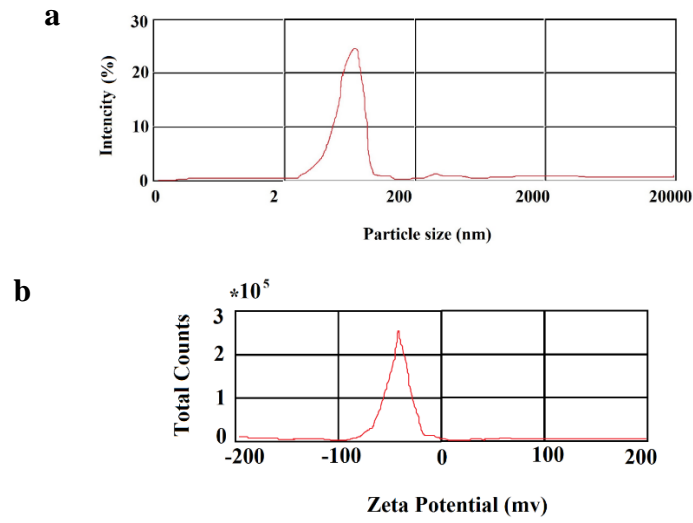 a
30
20
10
0
Intencity (%)
0 2 200 2000 20000
Particle size (nm)
b
*10^5
3
2
1
0
Total Counts
-200 -100 0 100 200
Zeta Potential (mv)